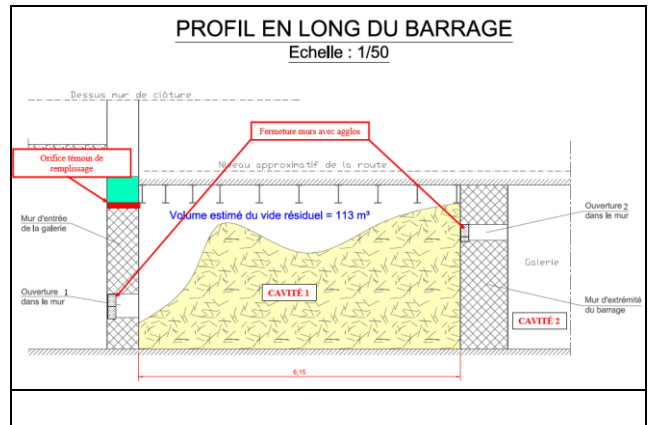 PROFIL EN LONG DU BARRAGE
Echelle : 1/50
Dessus mur de clôture
Fermeture murs avec agglos
Orifice témoin de
remplissage
Niveau approximatif de la route
Volume estimé du vide résiduel = 113 m³
Mur d'entrée
de la galerie
Ouverture 2
dans le mur
Galerie
Ouverture 1
dans le mur
CAVITÉ 1
Mur d'extrémité
du barrage
CAVITÉ 2
8,15